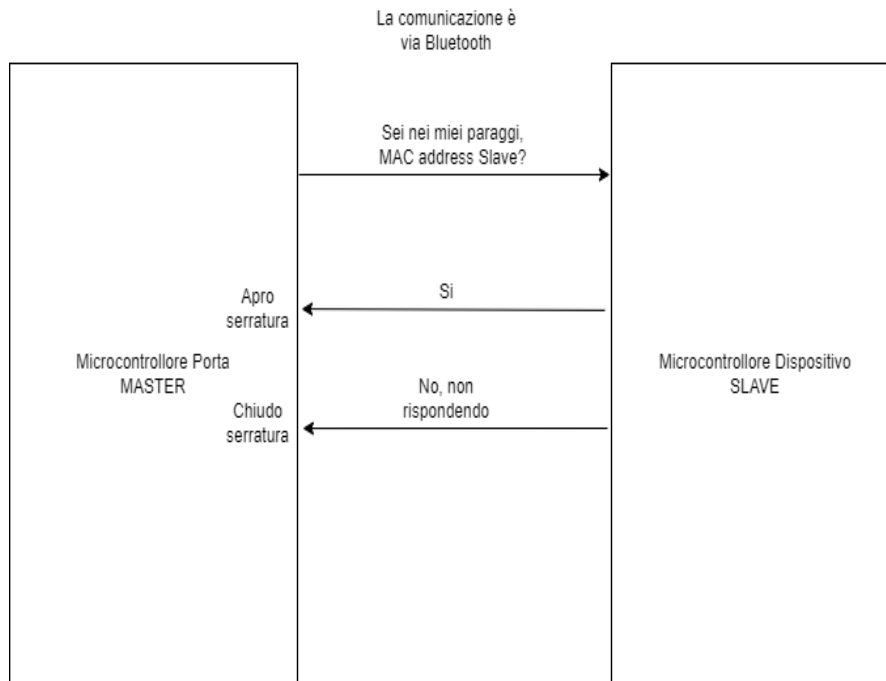 La comunicazione è
via Bluetooth
Sei nei miei paraggi,
MAC address Slave?
Apro
serratura
Si
Microcontrollore Porta
MASTER
Microcontrollore Dispositivo
SLAVE
Chiudo
serratura
No, non
rispondendo